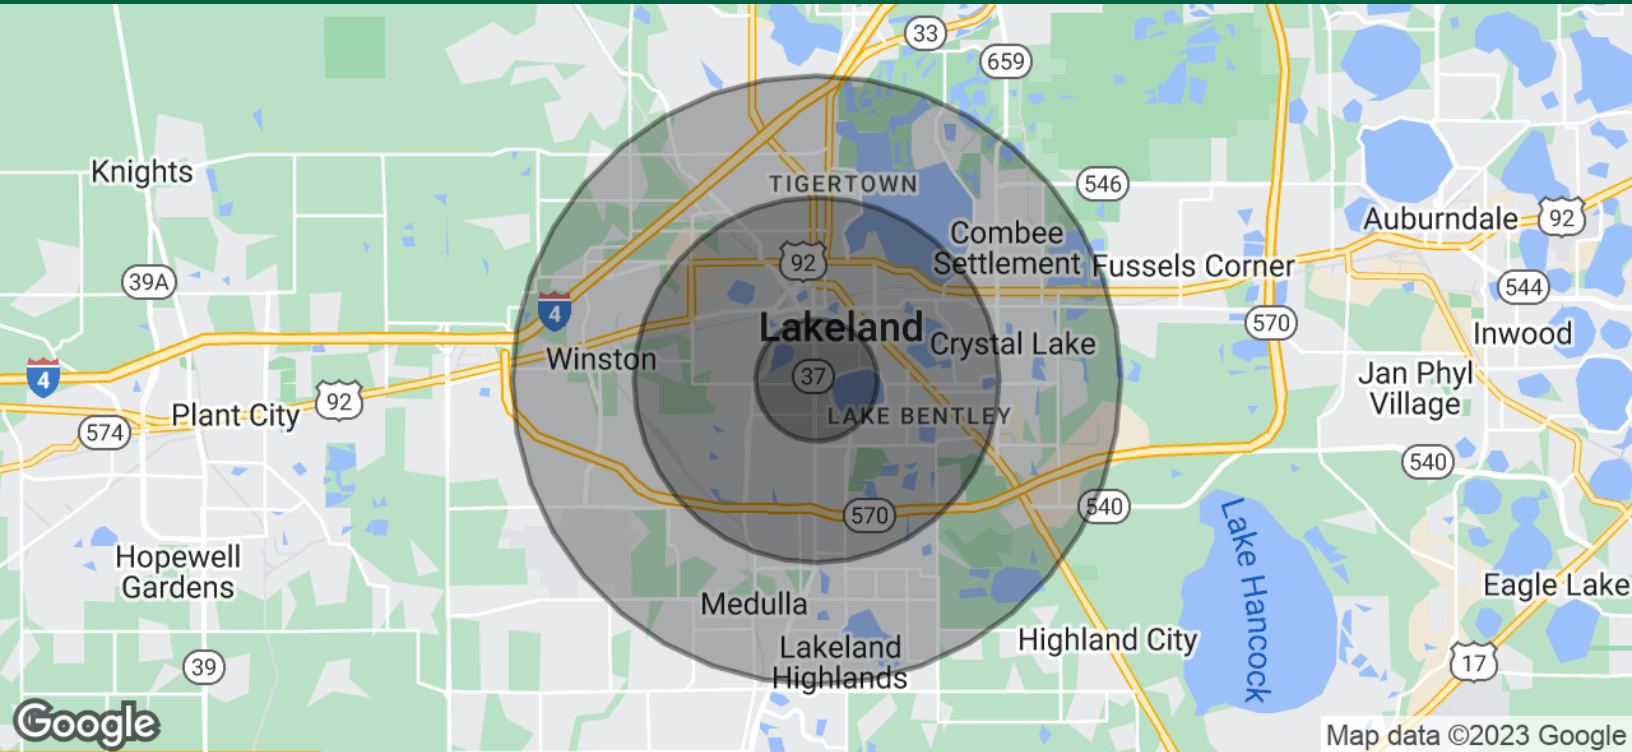 33
659
Knights
TIGERTOWN
546
Auburndale
92
Combee
Settlement
Fussels Corner
92
39A
544
4
Lakeland
570
Inwood
Crystal Lake
Winston
4
37
Jan Phyl
Village
92
Plant City
LAKE BENTLEY
574
540
540
570
Lake Hancock
Hopewell
Gardens
Eagle Lake
Medulla
Highland City
Lakeland
Highlands
39
17
Google
Map data ©2023 Google